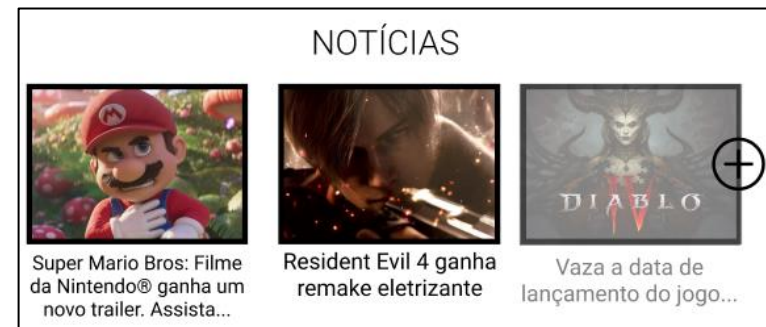 NOTÍCIAS
M
DIABLO
IV
Super Mario Bros: Filme
da Nintendo® ganha um
novo trailer. Assista...
Resident Evil 4 ganha
remake eletrizante
Vaza a data de
lançamento do jogo...